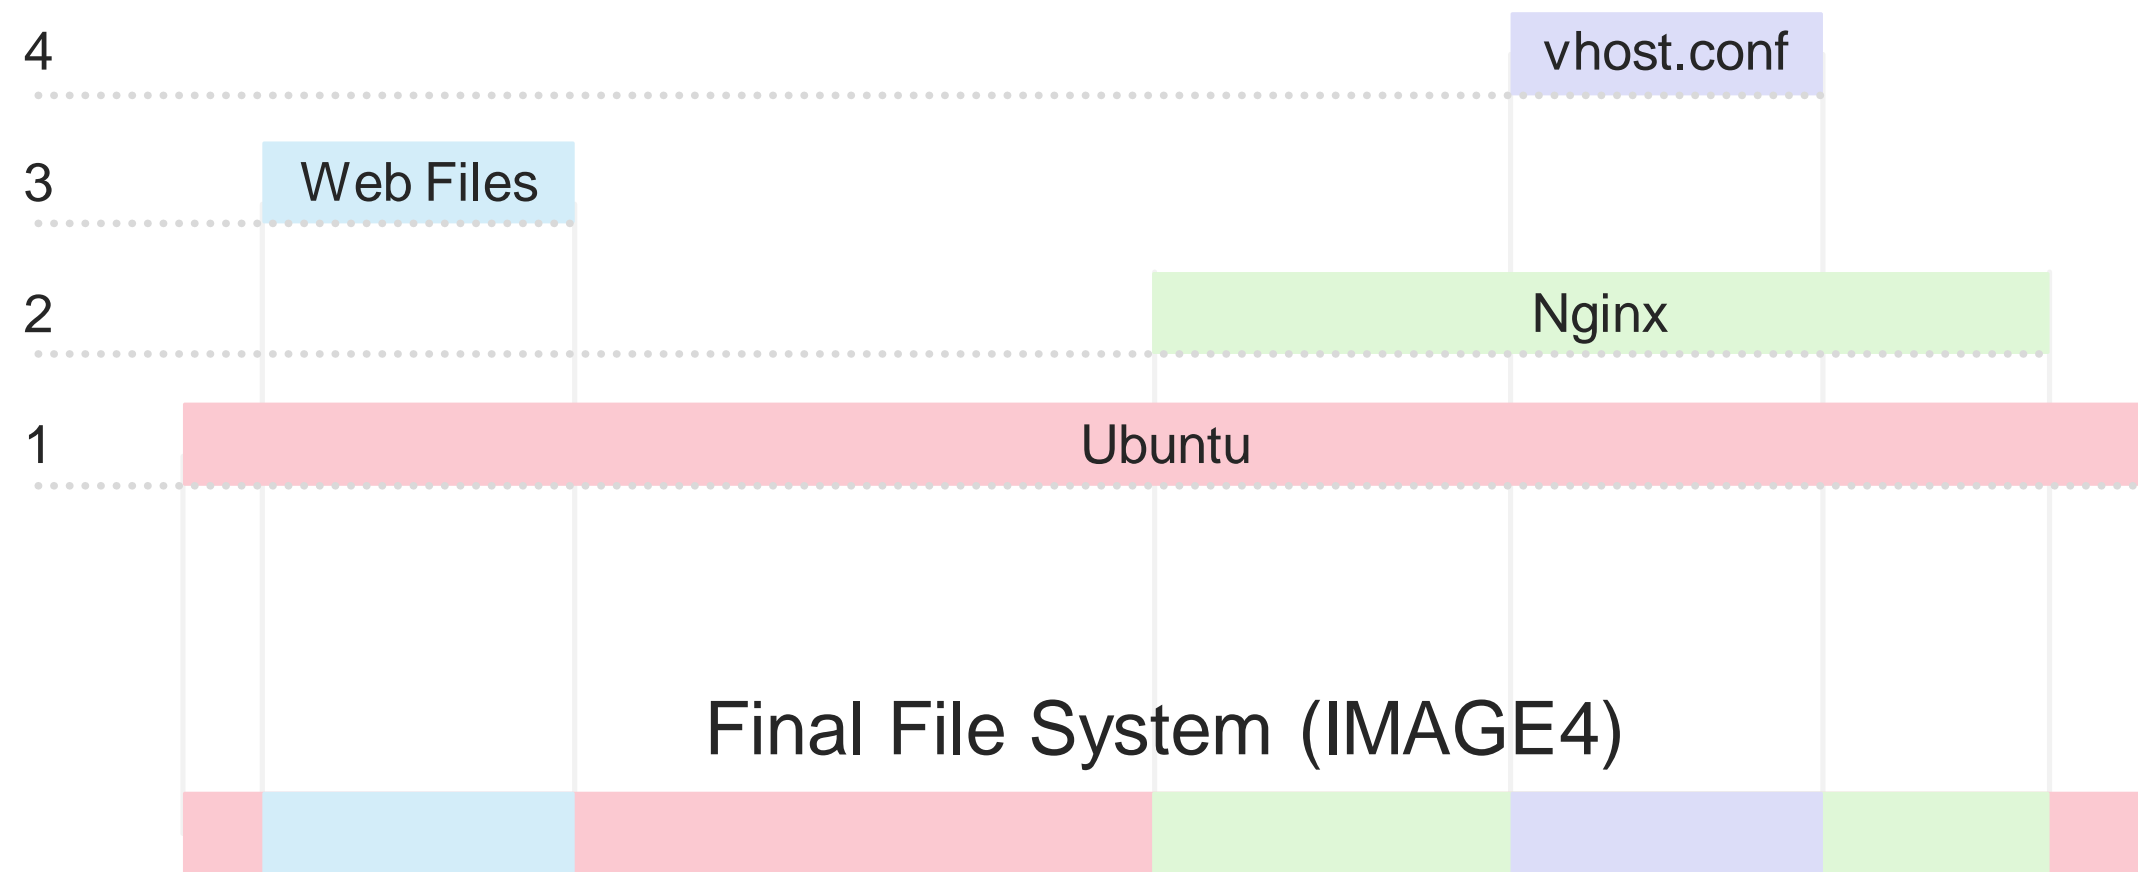 4 vhost.conf
3 Web Files
2 Nginx
1 Ubuntu
Final File System (IMAGE4)